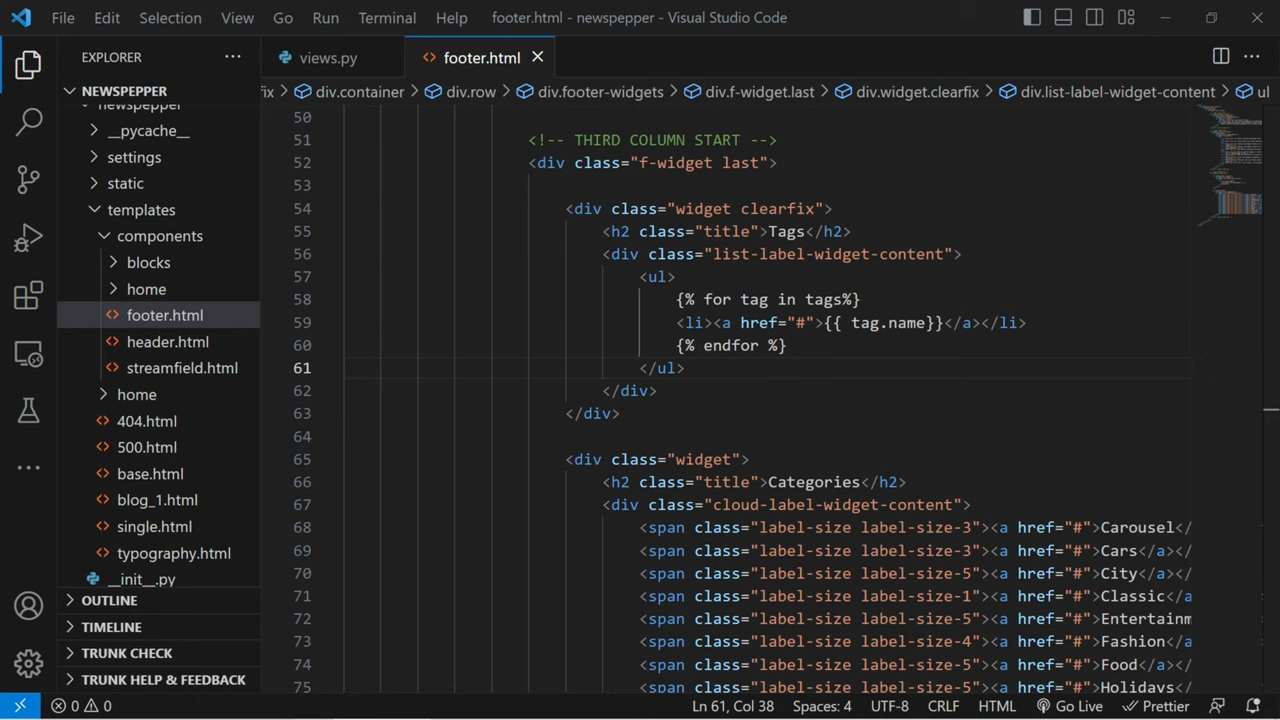 File Edit Selection View Go Run Terminal Help footer.html - newspepper - Visual Studio Code
EXPLORER
views.py footer.html
NEWSPEPPER
fix > div.container > div.row > div.footer-widgets > div.f-widget.last > div.widget.clearfix > div.list-label-widget-content > ul
newspepper
__pycache__
settings
static
templates
components
blocks
home
footer.html
header.html
streamfield.html
home
404.html
500.html
base.html
blog_1.html
single.html
typography.html
__init__.py
OUTLINE
TIMELINE
TRUNK CHECK
TRUNK HELP & FEEDBACK
50
51 <!-- THIRD COLUMN START -->
52 <div class="f-widget last">
53
54 <div class="widget clearfix">
55 <h2 class="title">Tags</h2>
56 <div class="list-label-widget-content">
57 <ul>
58 {% for tag in tags%}
59 <li><a href="#">{{ tag.name}}</a></li>
60 {% endfor %}
61 </ul>
62 </div>
63 </div>
64
65 <div class="widget">
66 <h2 class="title">Categories</h2>
67 <div class="cloud-label-widget-content">
68 <span class="label-size label-size-3"><a href="#">Carousel</
69 <span class="label-size label-size-3"><a href="#">Cars</a></
70 <span class="label-size label-size-5"><a href="#">City</a></
71 <span class="label-size label-size-1"><a href="#">Classic</a
72 <span class="label-size label-size-5"><a href="#">Entertainm
73 <span class="label-size label-size-4"><a href="#">Fashion</a
74 <span class="label-size label-size-5"><a href="#">Food</a></
75 <span class="label-size label-size-5"><a href="#">Holidays</a
0 0 Ln 61, Col 38 Spaces: 4 UTF-8 CRLF HTML Go Live Prettier